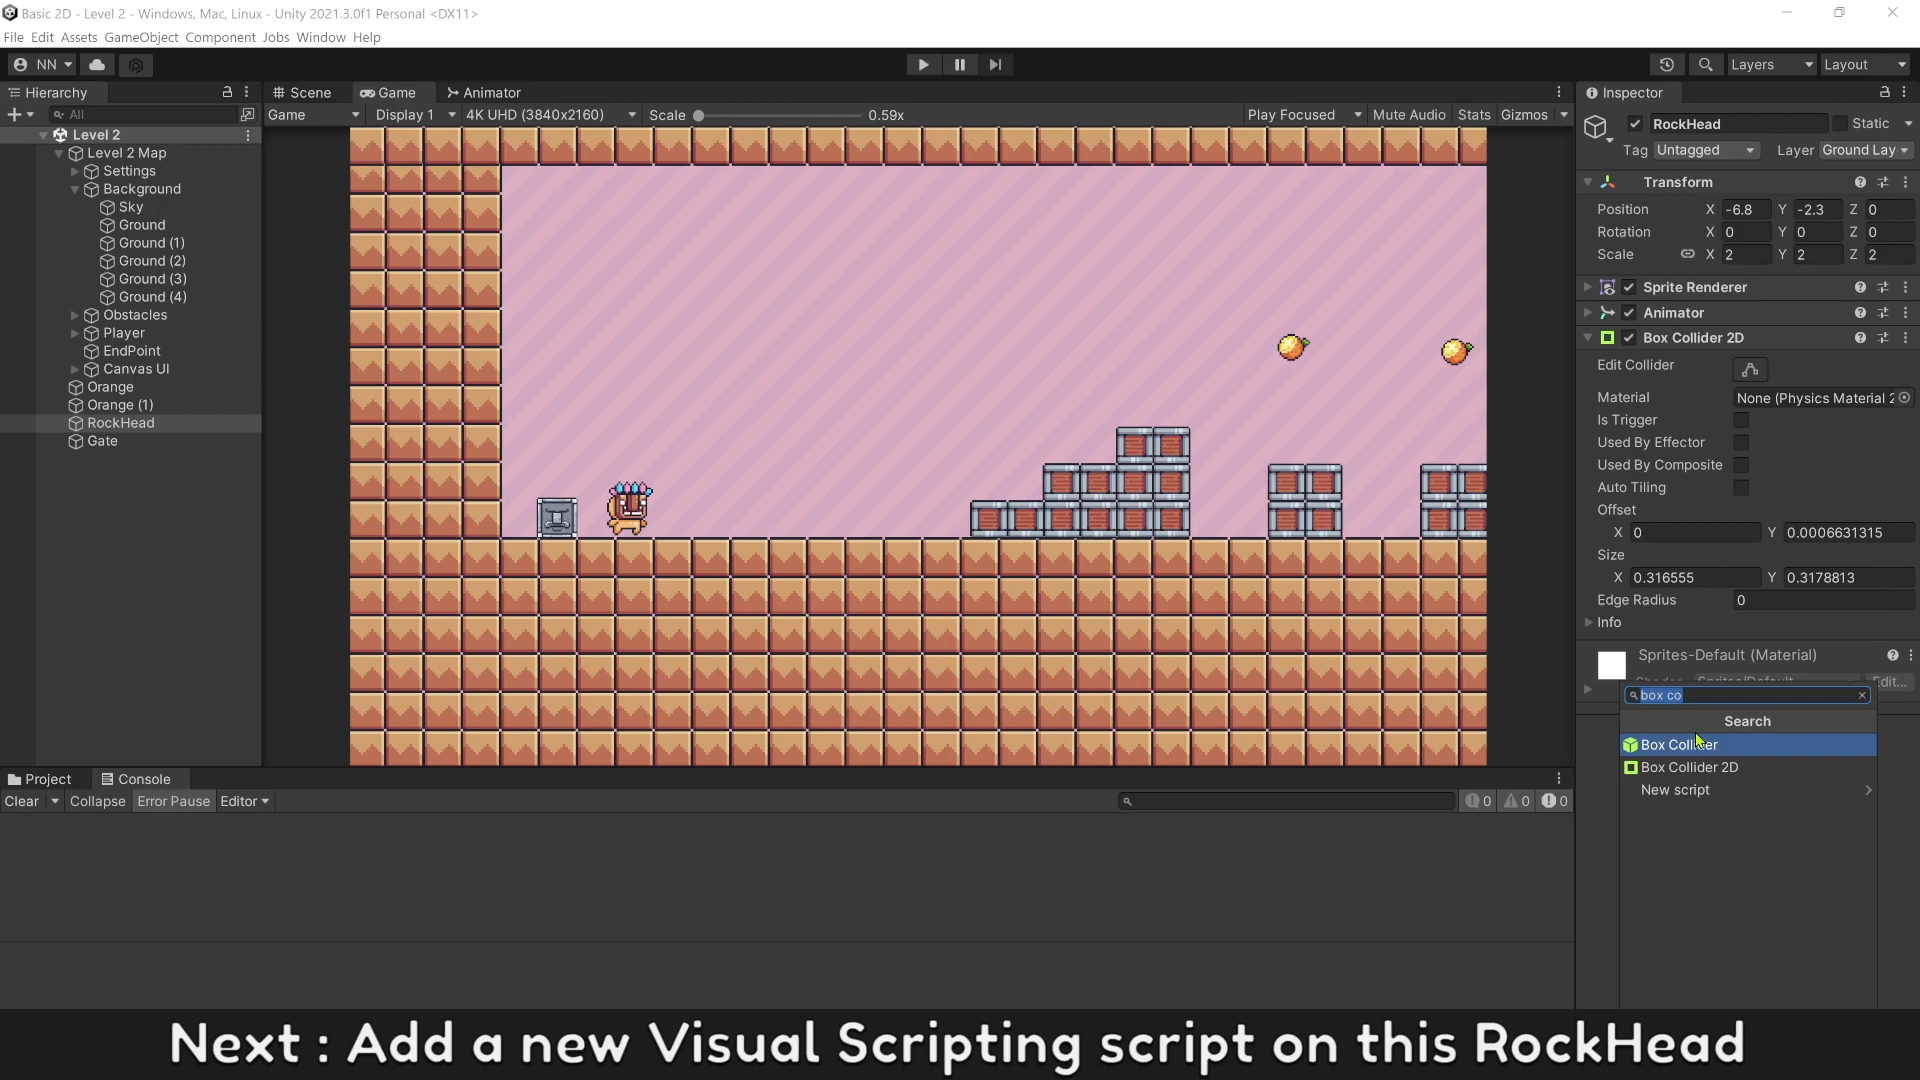 Basic 2D - Level 2 - Windows, Mac, Linux - Unity 2021.3.0f1 Personal <DX11>
File Edit Assets GameObject Component Jobs Window Help
NN
Layers Layout
Hierarchy
All
Level 2
Level 2 Map
Settings
Background
Sky
Ground
Ground (1)
Ground (2)
Ground (3)
Ground (4)
Obstacles
Player
EndPoint
Canvas UI
Orange
Orange (1)
RockHead
Gate
Scene Game Animator
Game Display 1 4K UHD (3840x2160) Scale 0.59x Play Focused Mute Audio Stats Gizmos
Inspector
RockHead Static
Tag Untagged Layer Ground Lay
Transform
Position X -6.8 Y -2.3 Z 0
Rotation X 0 Y 0 Z 0
Scale X 2 Y 2 Z 2
Sprite Renderer
Animator
Box Collider 2D
Edit Collider
Material None (Physics Material 2
Is Trigger
Used By Effector
Used By Composite
Auto Tiling
Offset
X 0 Y 0.0006631315
Size
X 0.316555 Y 0.3178813
Edge Radius 0
Info
Sprites-Default (Material)
Edit...
box co
Search
Box Collider
Box Collider 2D
New script
Project Console
Clear Collapse Error Pause Editor
0 0 0
Next : Add a new Visual Scripting script on this RockHead